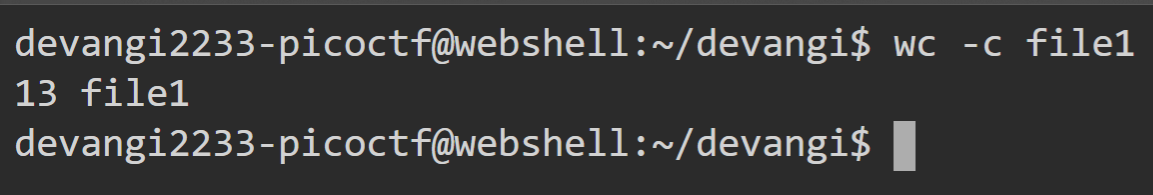 devangi2233-picoctf@webshell:~/devangi$ wc -c file1
13 file1
devangi2233-picoctf@webshell:~/devangi$